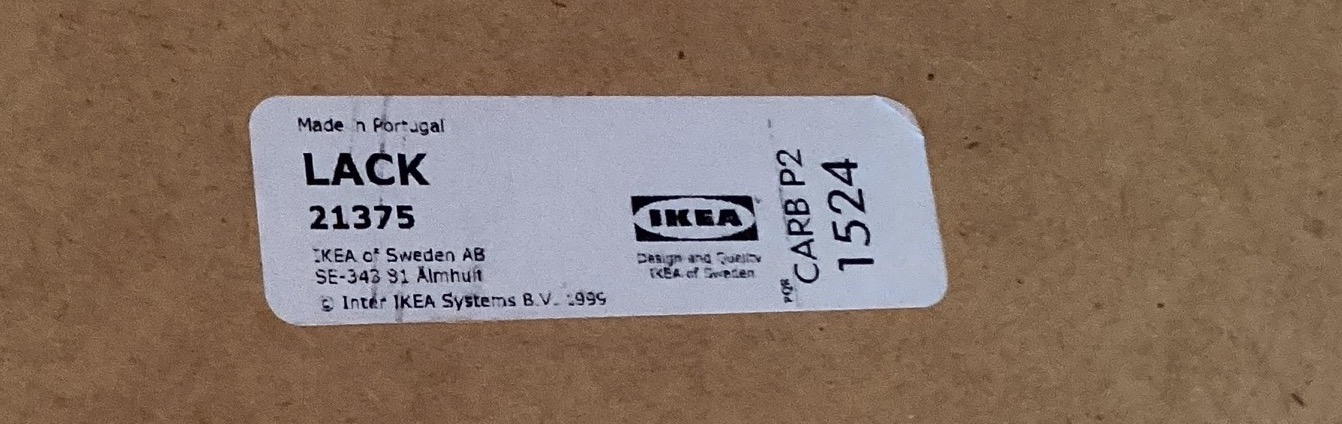 Made in Portugal
LACK
21375
IKEA of Sweden AB
SE-343 81 Älmhult
© Inter IKEA Systems B.V. 1999
IKEA
Design and Quality
IKEA of Sweden
POR
CARB P2
1524